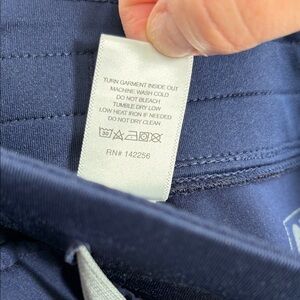 TURN GARMENT INSIDE OUT
MACHINE WASH COLD
DO NOT BLEACH
TUMBLE DRY LOW
LOW HEAT IRON IF NEEDED
DO NOT DRY CLEAN
RN# 142256